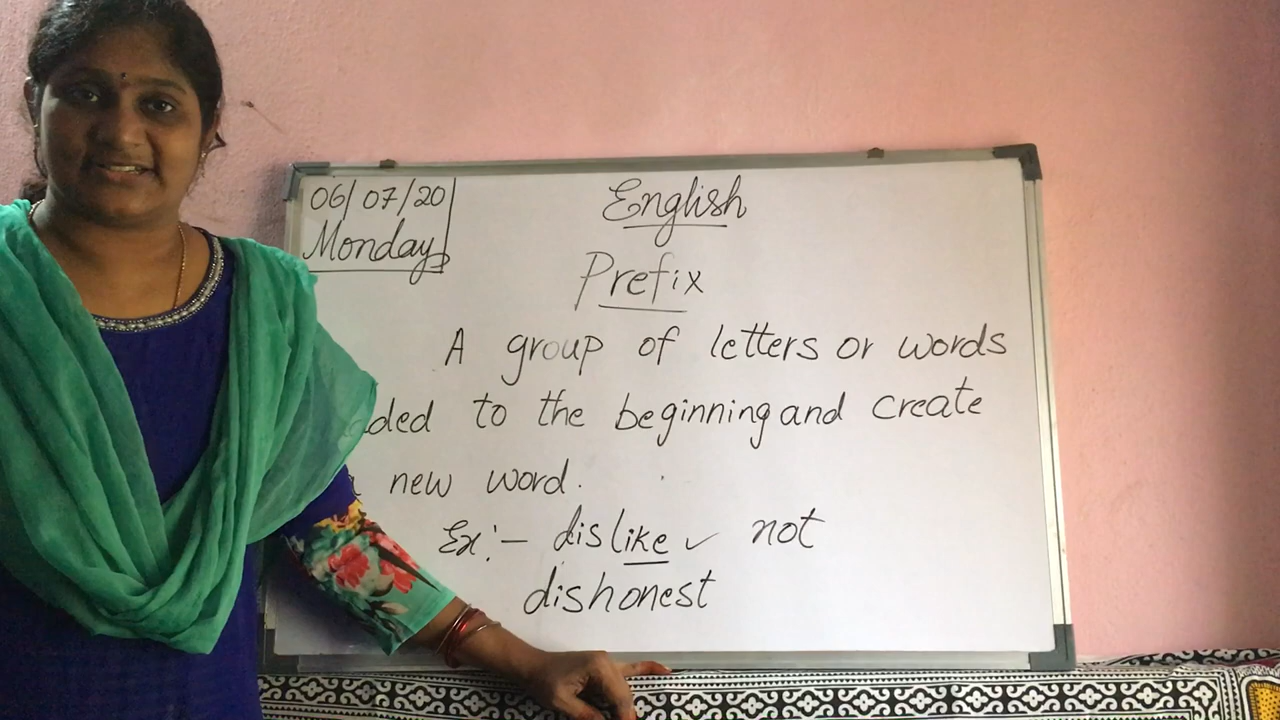 06/07/20
Monday
English
Prefix
A group of letters or words
to the beginning and create
new word.
Ex:- dislike ✓ not
dishonest